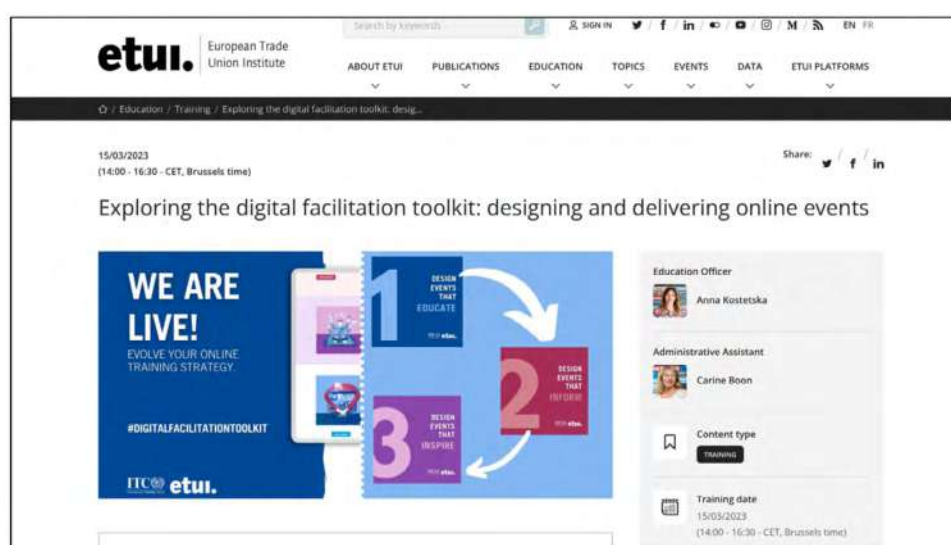 Search by keywords
SIGN IN
EN FR
etui.
European Trade
Union Institute
ABOUT ETUI
PUBLICATIONS
EDUCATION
TOPICS
EVENTS
DATA
ETUI PLATFORMS
/ Education / Training / Exploring the digital facilitation toolkit: desig...
15/03/2023
(14:00 - 16:30 - CET, Brussels time)
Share:
Exploring the digital facilitation toolkit: designing and delivering online events
WE ARE
LIVE!
EVOLVE YOUR ONLINE
TRAINING STRATEGY.
#DIGITALFACILITATIONTOOLKIT
ITC etui.
1
DESIGN
EVENTS
THAT
EDUCATE
etui.
2
DESIGN
EVENTS
THAT
INFORM
etui.
3
DESIGN
EVENTS
THAT
INSPIRE
etui.
Education Officer
Anna Kostetska
Administrative Assistant
Carine Boon
Content type
TRAINING
Training date
15/03/2023
(14:00 - 16:30 - CET, Brussels time)